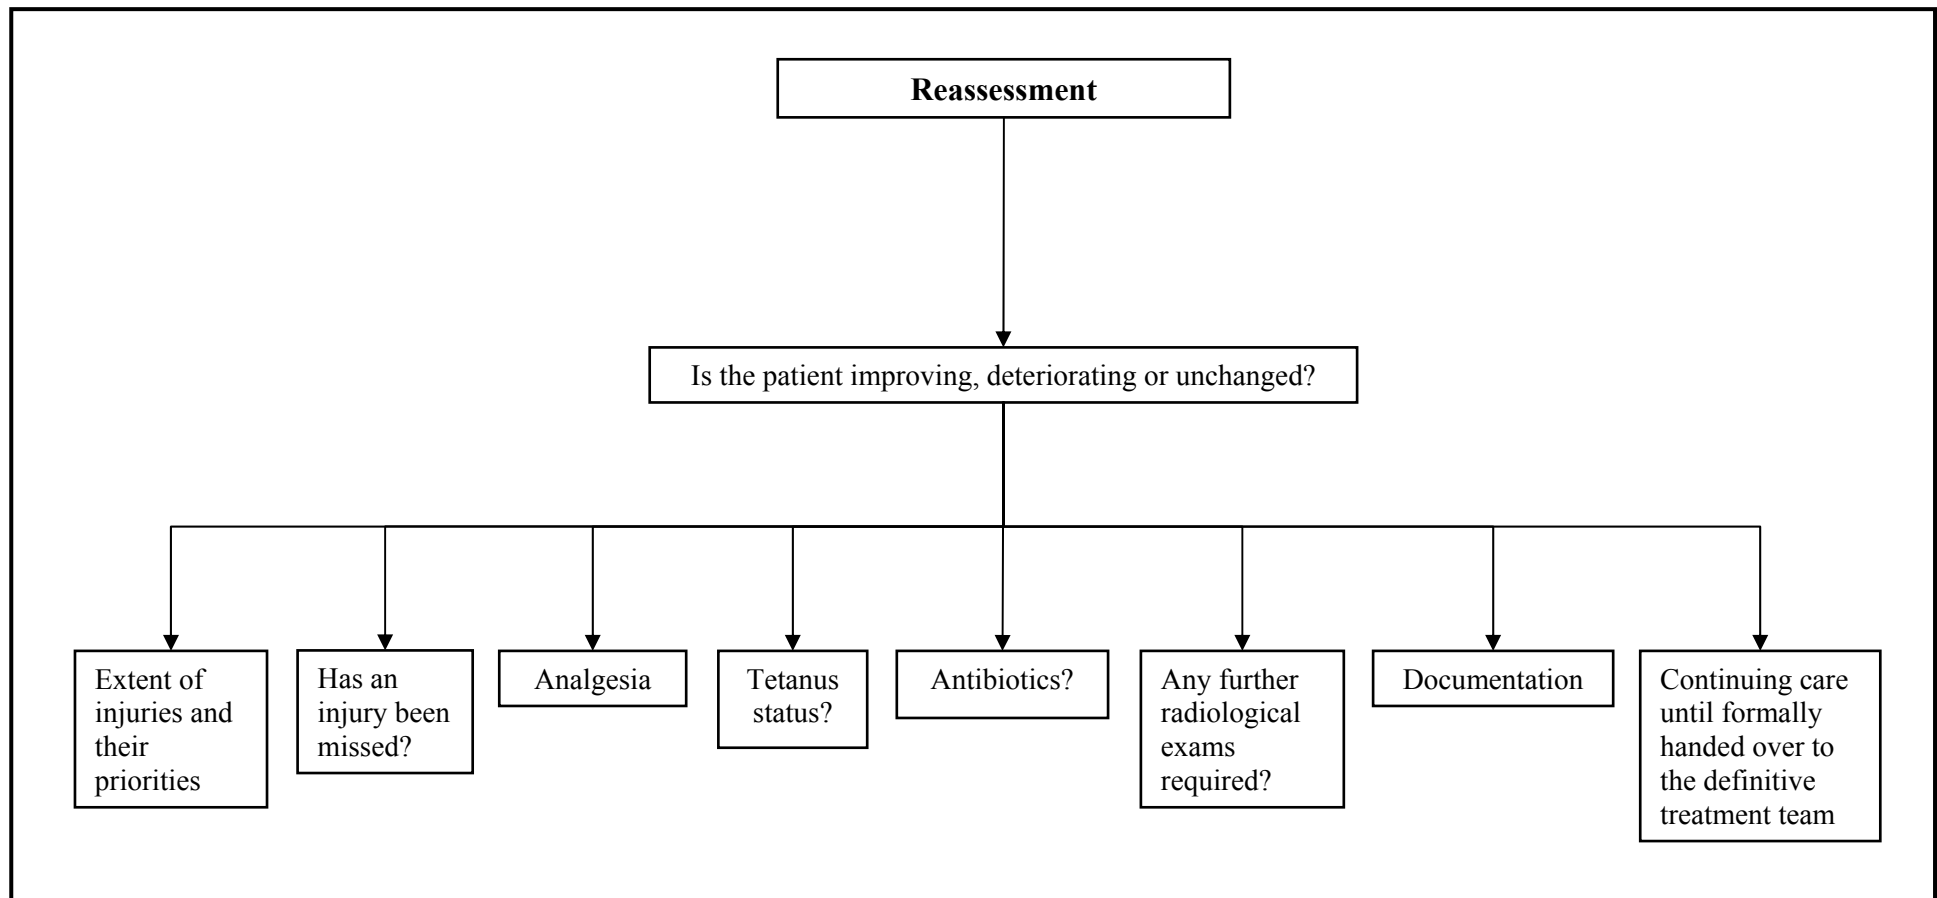 Reassessment
Is the patient improving, deteriorating or unchanged?
Extent of
injuries and
their
priorities
Has an
injury been
missed?
Analgesia
Tetanus
status?
Antibiotics?
Any further
radiological
exams
required?
Documentation
Continuing care
until formally
handed over to
the definitive
treatment team